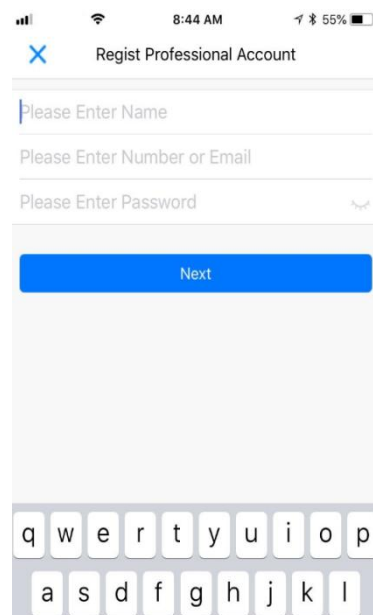 8:44 AM 55%
Regist Professional Account
Please Enter Name
Please Enter Number or Email
Please Enter Password
Next
q w e r t y u i o p
a s d f g h j k l